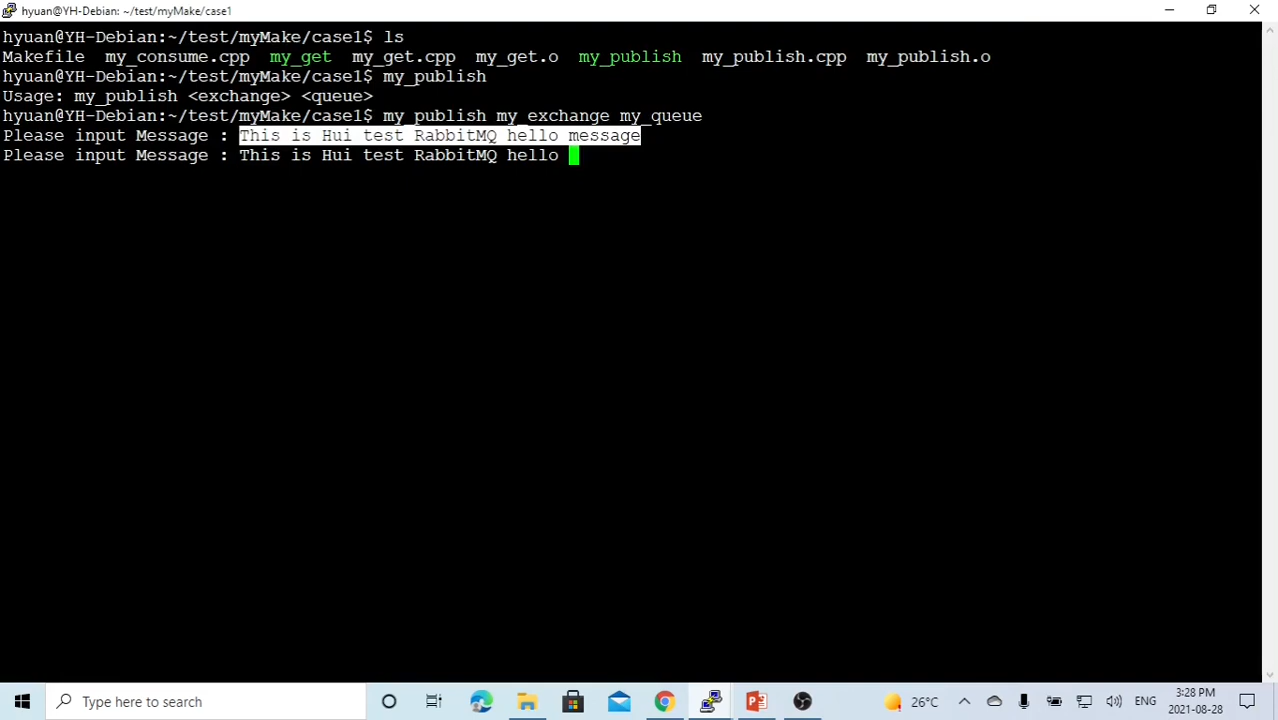 hyuan@YH-Debian: ~/test/myMake/case1
hyuan@YH-Debian:~/test/myMake/case1$ ls
Makefile my_consume.cpp my_get my_get.cpp my_get.o my_publish my_publish.cpp my_publish.o
hyuan@YH-Debian:~/test/myMake/case1$ my_publish
Usage: my_publish <exchange> <queue>
hyuan@YH-Debian:~/test/myMake/case1$ my_publish my_exchange my_queue
Please input Message : This is Hui test RabbitMQ hello message
Please input Message : This is Hui test RabbitMQ hello
Type here to search
26°C
ENG
3:28 PM
2021-08-28